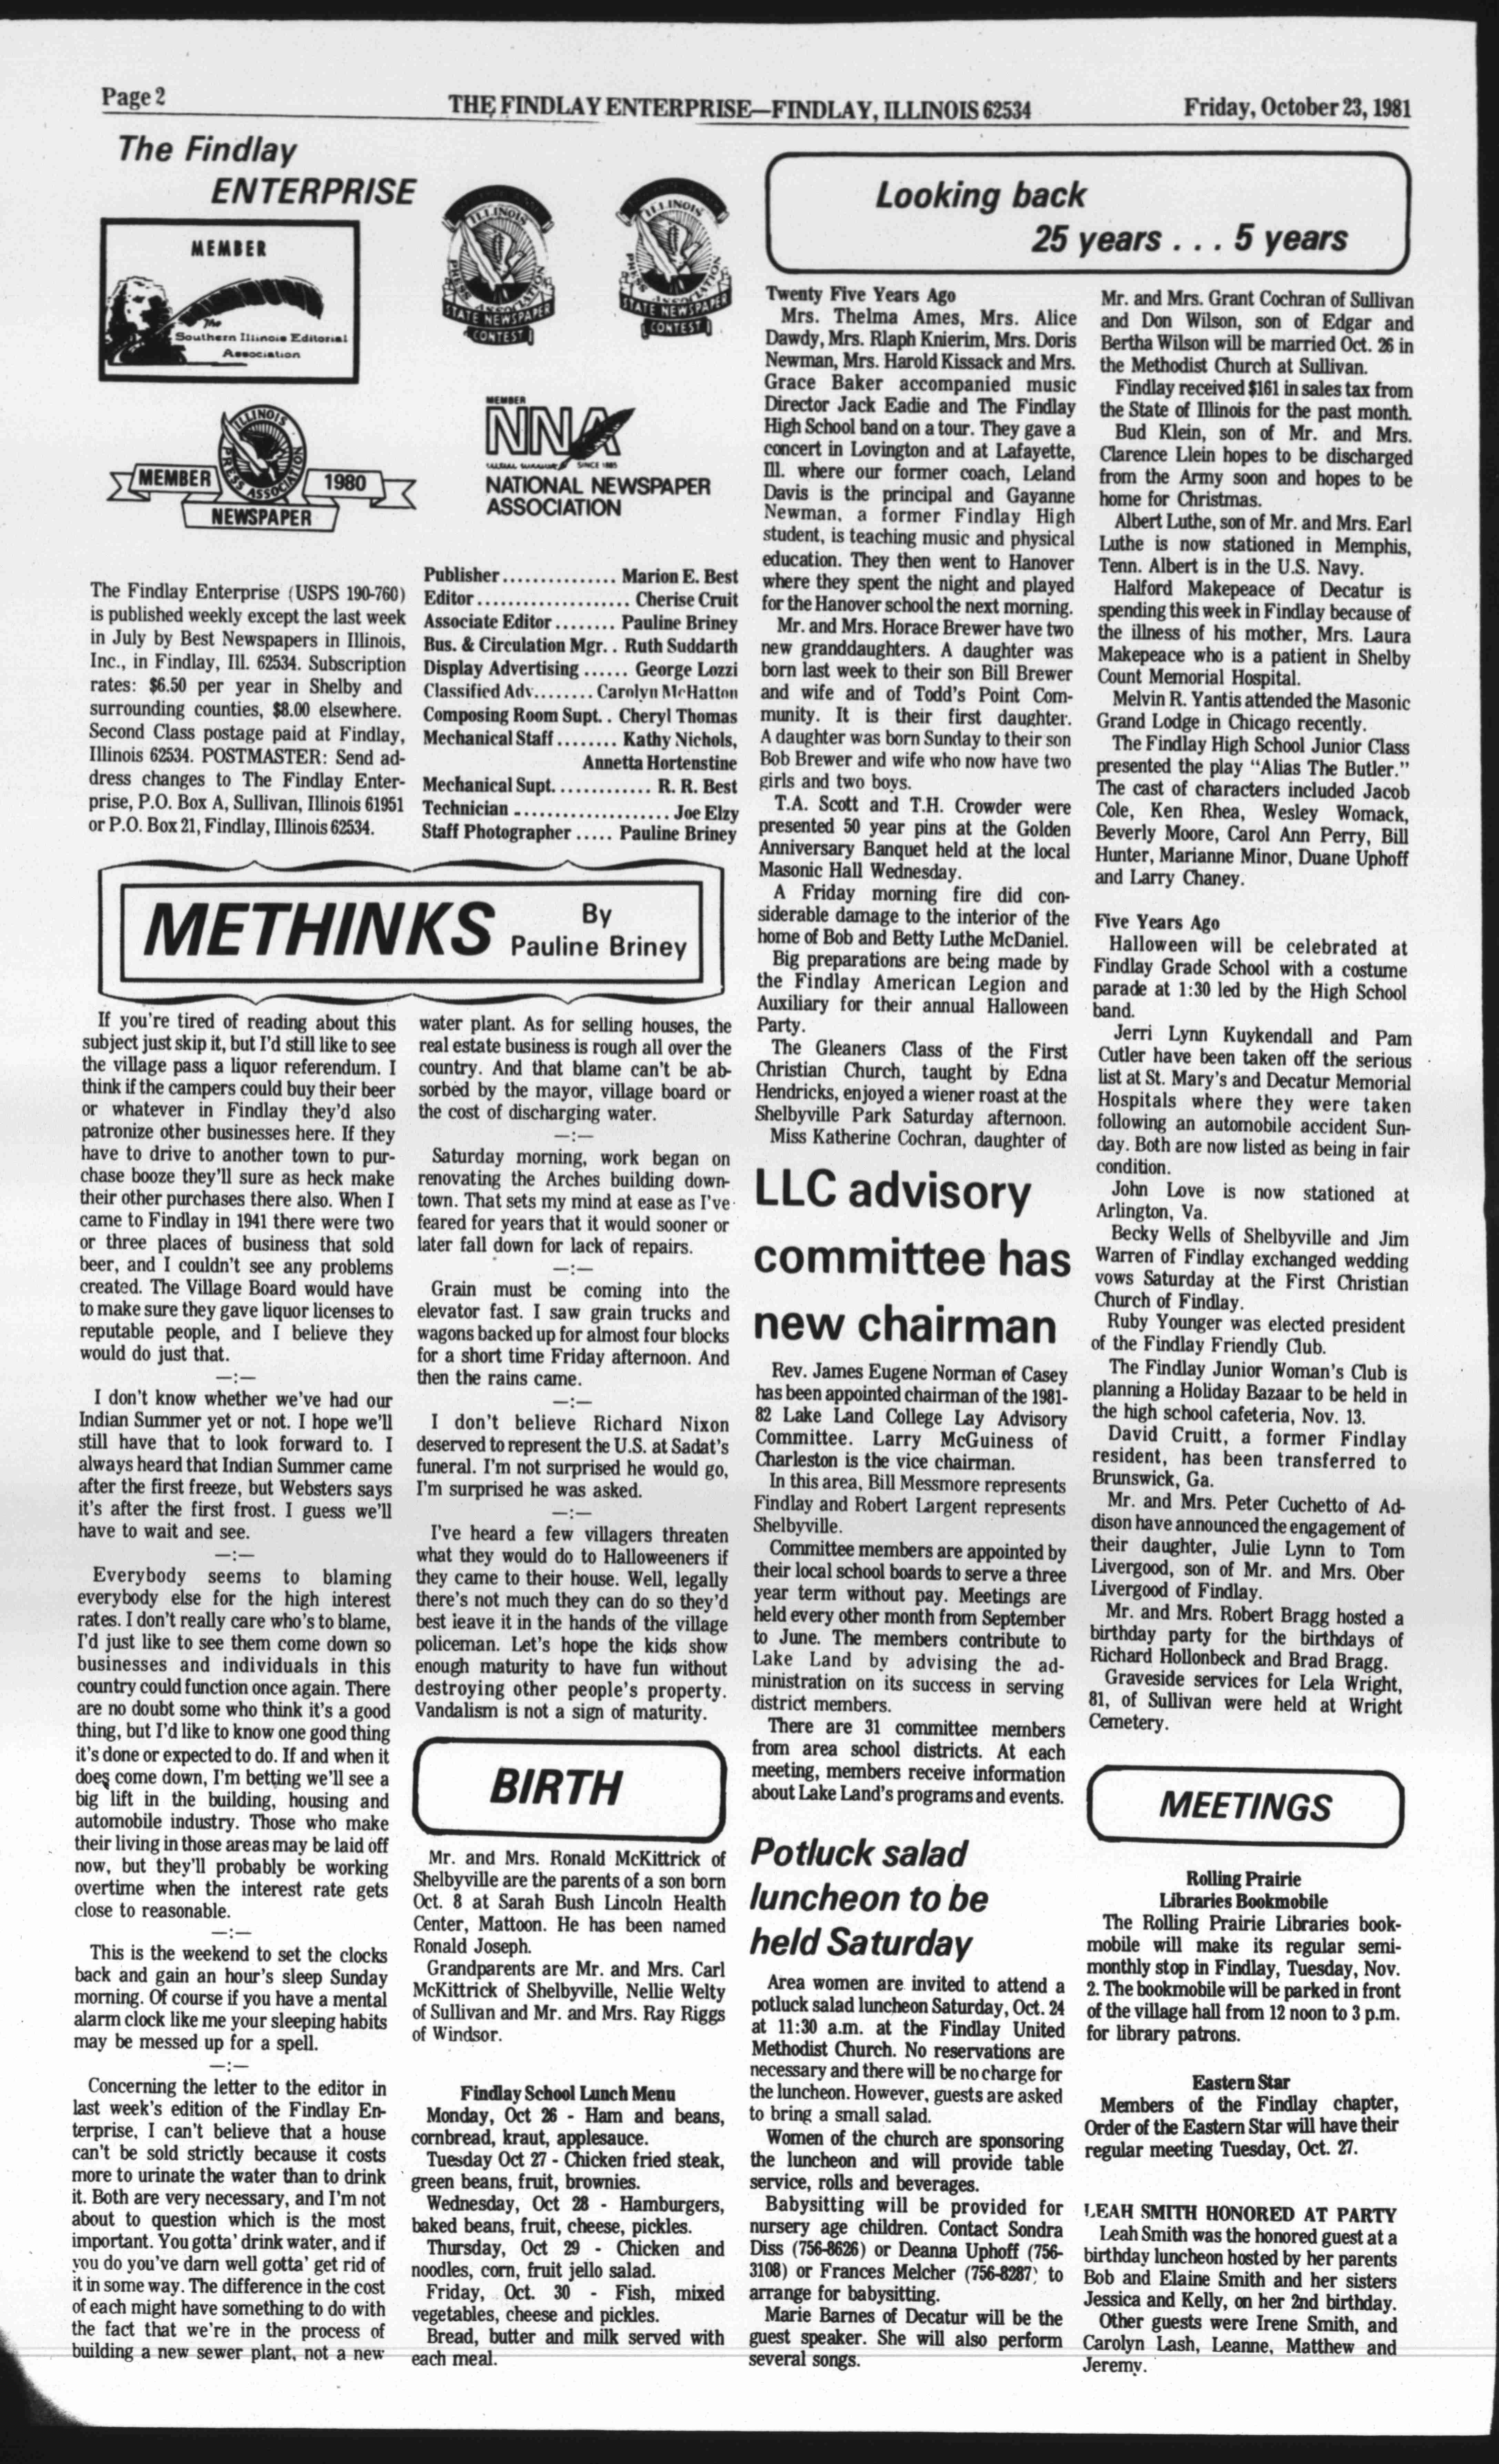 Page 2
THE FINDLAY ENTERPRISE—FINDLAY, ILLINOIS 62534
Friday, October 23, 1981
The Findlay
ENTERPRISE
MEMBER
The
Southern Illinois Editorial
Association
ILLINOIS
PRESS ASSOCIATION
STATE NEWSPAPER
CONTEST
ILLINOIS
PRESS ASSOCIATION
STATE NEWSPAPER
CONTEST
ILLINOIS
PRESS ASSOCIATION
MEMBER
1980
NEWSPAPER
MEMBER
NNA
SINCE 1885
NATIONAL NEWSPAPER
ASSOCIATION
The Findlay Enterprise (USPS 190-760)
is published weekly except the last week
in July by Best Newspapers in Illinois,
Inc., in Findlay, Ill. 62534. Subscription
rates: $6.50 per year in Shelby and
surrounding counties, $8.00 elsewhere.
Second Class postage paid at Findlay,
Illinois 62534. POSTMASTER: Send ad-
dress changes to The Findlay Enter-
prise, P.O. Box A, Sullivan, Illinois 61951
or P.O. Box 21, Findlay, Illinois 62534.
Publisher............... Marion E. Best
Editor.................... Cherise Cruit
Associate Editor........ Pauline Briney
Bus. & Circulation Mgr.. Ruth Suddarth
Display Advertising...... George Lozzi
Classified Adv........ Carolyn McHatton
Composing Room Supt.. Cheryl Thomas
Mechanical Staff........ Kathy Nichols,
Annetta Hortenstine
Mechanical Supt............. R. R. Best
Technician.................... Joe Elzy
Staff Photographer..... Pauline Briney
METHINKS
By
Pauline Briney
If you're tired of reading about this
subject just skip it, but I'd still like to see
the village pass a liquor referendum. I
think if the campers could buy their beer
or whatever in Findlay they'd also
patronize other businesses here. If they
have to drive to another town to pur-
chase booze they'll sure as heck make
their other purchases there also. When I
came to Findlay in 1941 there were two
or three places of business that sold
beer, and I couldn't see any problems
created. The Village Board would have
to make sure they gave liquor licenses to
reputable people, and I believe they
would do just that.
—:—
I don't know whether we've had our
Indian Summer yet or not. I hope we'll
still have that to look forward to. I
always heard that Indian Summer came
after the first freeze, but Websters says
it's after the first frost. I guess we'll
have to wait and see.
—:—
Everybody seems to blaming
everybody else for the high interest
rates. I don't really care who's to blame,
I'd just like to see them come down so
businesses and individuals in this
country could function once again. There
are no doubt some who think it's a good
thing, but I'd like to know one good thing
it's done or expected to do. If and when it
does come down, I'm betting we'll see a
big lift in the building, housing and
automobile industry. Those who make
their living in those areas may be laid off
now, but they'll probably be working
overtime when the interest rate gets
close to reasonable.
—:—
This is the weekend to set the clocks
back and gain an hour's sleep Sunday
morning. Of course if you have a mental
alarm clock like me your sleeping habits
may be messed up for a spell.
—:—
Concerning the letter to the editor in
last week's edition of the Findlay En-
terprise, I can't believe that a house
can't be sold strictly because it costs
more to urinate the water than to drink
it. Both are very necessary, and I'm not
about to question which is the most
important. You gotta' drink water, and if
you do you've darn well gotta' get rid of
it in some way. The difference in the cost
of each might have something to do with
the fact that we're in the process of
building a new sewer plant, not a new
water plant. As for selling houses, the
real estate business is rough all over the
country. And that blame can't be ab-
sorbed by the mayor, village board or
the cost of discharging water.
—:—
Saturday morning, work began on
renovating the Arches building down-
town. That sets my mind at ease as I've
feared for years that it would sooner or
later fall down for lack of repairs.
—:—
Grain must be coming into the
elevator fast. I saw grain trucks and
wagons backed up for almost four blocks
for a short time Friday afternoon. And
then the rains came.
—:—
I don't believe Richard Nixon
deserved to represent the U.S. at Sadat's
funeral. I'm not surprised he would go,
I'm surprised he was asked.
—:—
I've heard a few villagers threaten
what they would do to Halloweeners if
they came to their house. Well, legally
there's not much they can do so they'd
best leave it in the hands of the village
policeman. Let's hope the kids show
enough maturity to have fun without
destroying other people's property.
Vandalism is not a sign of maturity.
BIRTH
Mr. and Mrs. Ronald McKittrick of
Shelbyville are the parents of a son born
Oct. 8 at Sarah Bush Lincoln Health
Center, Mattoon. He has been named
Ronald Joseph.
Grandparents are Mr. and Mrs. Carl
McKittrick of Shelbyville, Nellie Welty
of Sullivan and Mr. and Mrs. Ray Riggs
of Windsor.
Findlay School Lunch Menu
Monday, Oct 26 - Ham and beans,
cornbread, kraut, applesauce.
Tuesday Oct 27 - Chicken fried steak,
green beans, fruit, brownies.
Wednesday, Oct 28 - Hamburgers,
baked beans, fruit, cheese, pickles.
Thursday, Oct 29 - Chicken and
noodles, corn, fruit jello salad.
Friday, Oct. 30 - Fish, mixed
vegetables, cheese and pickles.
Bread, butter and milk served with
each meal.
Looking back
25 years . . . 5 years
Twenty Five Years Ago
Mrs. Thelma Ames, Mrs. Alice
Dawdy, Mrs. Rlaph Knierim, Mrs. Doris
Newman, Mrs. Harold Kissack and Mrs.
Grace Baker accompanied music
Director Jack Eadie and The Findlay
High School band on a tour. They gave a
concert in Lovington and at Lafayette,
Ill. where our former coach, Leland
Davis is the principal and Gayanne
Newman, a former Findlay High
student, is teaching music and physical
education. They then went to Hanover
where they spent the night and played
for the Hanover school the next morning.
Mr. and Mrs. Horace Brewer have two
new granddaughters. A daughter was
born last week to their son Bill Brewer
and wife and of Todd's Point Com-
munity. It is their first daughter.
A daughter was born Sunday to their son
Bob Brewer and wife who now have two
girls and two boys.
T.A. Scott and T.H. Crowder were
presented 50 year pins at the Golden
Anniversary Banquet held at the local
Masonic Hall Wednesday.
A Friday morning fire did con-
siderable damage to the interior of the
home of Bob and Betty Luthe McDaniel.
Big preparations are being made by
the Findlay American Legion and
Auxiliary for their annual Halloween
Party.
The Gleaners Class of the First
Christian Church, taught by Edna
Hendricks, enjoyed a wiener roast at the
Shelbyville Park Saturday afternoon.
Miss Katherine Cochran, daughter of
Mr. and Mrs. Grant Cochran of Sullivan
and Don Wilson, son of Edgar and
Bertha Wilson will be married Oct. 26 in
the Methodist Church at Sullivan.
Findlay received $161 in sales tax from
the State of Illinois for the past month.
Bud Klein, son of Mr. and Mrs.
Clarence Llein hopes to be discharged
from the Army soon and hopes to be
home for Christmas.
Albert Luthe, son of Mr. and Mrs. Earl
Luthe is now stationed in Memphis,
Tenn. Albert is in the U.S. Navy.
Halford Makepeace of Decatur is
spending this week in Findlay because of
the illness of his mother, Mrs. Laura
Makepeace who is a patient in Shelby
Count Memorial Hospital.
Melvin R. Yantis attended the Masonic
Grand Lodge in Chicago recently.
The Findlay High School Junior Class
presented the play "Alias The Butler."
The cast of characters included Jacob
Cole, Ken Rhea, Wesley Womack,
Beverly Moore, Carol Ann Perry, Bill
Hunter, Marianne Minor, Duane Uphoff
and Larry Chaney.
Five Years Ago
Halloween will be celebrated at
Findlay Grade School with a costume
parade at 1:30 led by the High School
band.
Jerri Lynn Kuykendall and Pam
Cutler have been taken off the serious
list at St. Mary's and Decatur Memorial
Hospitals where they were taken
following an automobile accident Sun-
day. Both are now listed as being in fair
condition.
John Love is now stationed at
Arlington, Va.
Becky Wells of Shelbyville and Jim
Warren of Findlay exchanged wedding
vows Saturday at the First Christian
Church of Findlay.
Ruby Younger was elected president
of the Findlay Friendly Club.
The Findlay Junior Woman's Club is
planning a Holiday Bazaar to be held in
the high school cafeteria, Nov. 13.
David Cruitt, a former Findlay
resident, has been transferred to
Brunswick, Ga.
Mr. and Mrs. Peter Cuchetto of Ad-
dison have announced the engagement of
their daughter, Julie Lynn to Tom
Livergood, son of Mr. and Mrs. Ober
Livergood of Findlay.
Mr. and Mrs. Robert Bragg hosted a
birthday party for the birthdays of
Richard Hollonbeck and Brad Bragg.
Graveside services for Lela Wright,
81, of Sullivan were held at Wright
Cemetery.
LLC advisory
committee has
new chairman
Rev. James Eugene Norman of Casey
has been appointed chairman of the 1981-
82 Lake Land College Lay Advisory
Committee. Larry McGuiness of
Charleston is the vice chairman.
In this area, Bill Messmore represents
Findlay and Robert Largent represents
Shelbyville.
Committee members are appointed by
their local school boards to serve a three
year term without pay. Meetings are
held every other month from September
to June. The members contribute to
Lake Land by advising the ad-
ministration on its success in serving
district members.
There are 31 committee members
from area school districts. At each
meeting, members receive information
about Lake Land's programs and events.
Potluck salad
luncheon to be
held Saturday
Area women are invited to attend a
potluck salad luncheon Saturday, Oct. 24
at 11:30 a.m. at the Findlay United
Methodist Church. No reservations are
necessary and there will be no charge for
the luncheon. However, guests are asked
to bring a small salad.
Women of the church are sponsoring
the luncheon and will provide table
service, rolls and beverages.
Babysitting will be provided for
nursery age children. Contact Sondra
Diss (756-8626) or Deanna Uphoff (756-
3108) or Frances Melcher (756-8287) to
arrange for babysitting.
Marie Barnes of Decatur will be the
guest speaker. She will also perform
several songs.
MEETINGS
Rolling Prairie
Libraries Bookmobile
The Rolling Prairie Libraries book-
mobile will make its regular semi-
monthly stop in Findlay, Tuesday, Nov.
2. The bookmobile will be parked in front
of the village hall from 12 noon to 3 p.m.
for library patrons.
Eastern Star
Members of the Findlay chapter,
Order of the Eastern Star will have their
regular meeting Tuesday, Oct. 27.
LEAH SMITH HONORED AT PARTY
Leah Smith was the honored guest at a
birthday luncheon hosted by her parents
Bob and Elaine Smith and her sisters
Jessica and Kelly, on her 2nd birthday.
Other guests were Irene Smith, and
Carolyn Lash, Leanne, Matthew and
Jeremy.